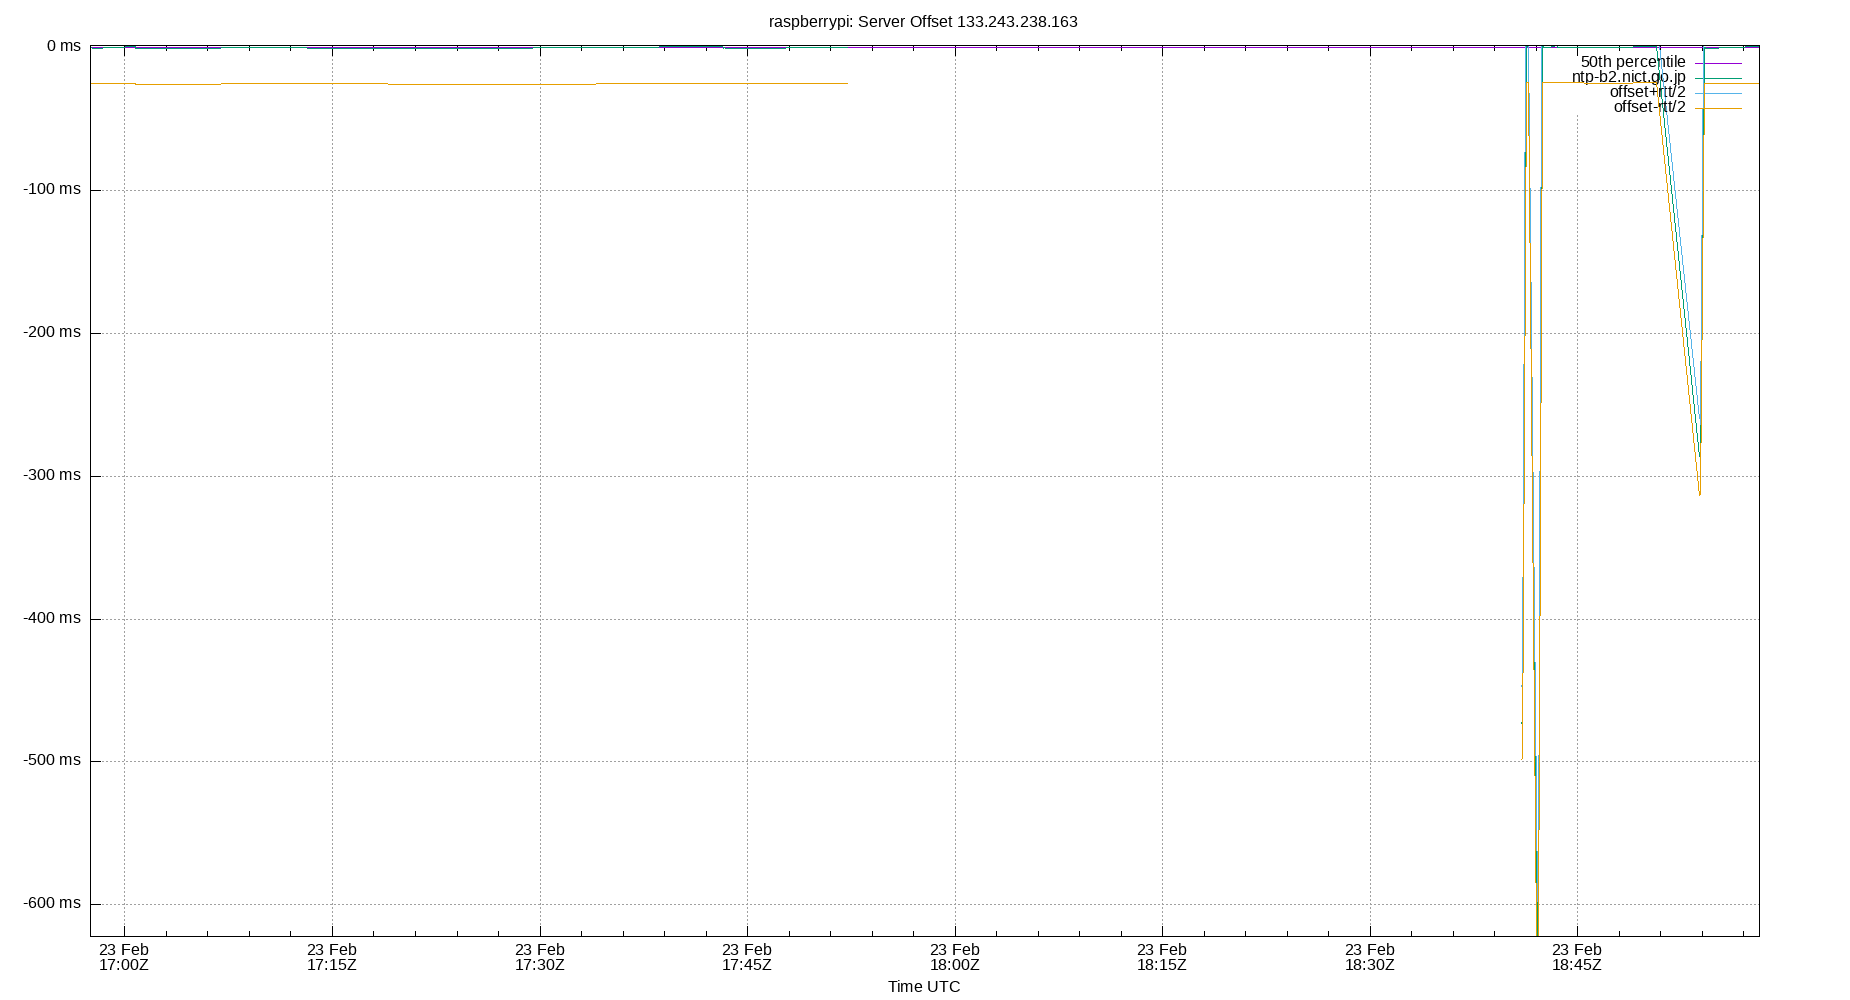 raspberrypi: Server Offset 133.243.238.163
0 ms
-100 ms
-200 ms
-300 ms
-400 ms
-500 ms
-600 ms
50th percentile
ntp-b2.nict.go.jp
offset+rtt/2
offset-rtt/2
23 Feb 23 Feb 23 Feb 23 Feb 23 Feb 23 Feb 23 Feb 23 Feb
17:00Z 17:15Z 17:30Z 17:45Z 18:00Z 18:15Z 18:30Z 18:45Z
Time UTC